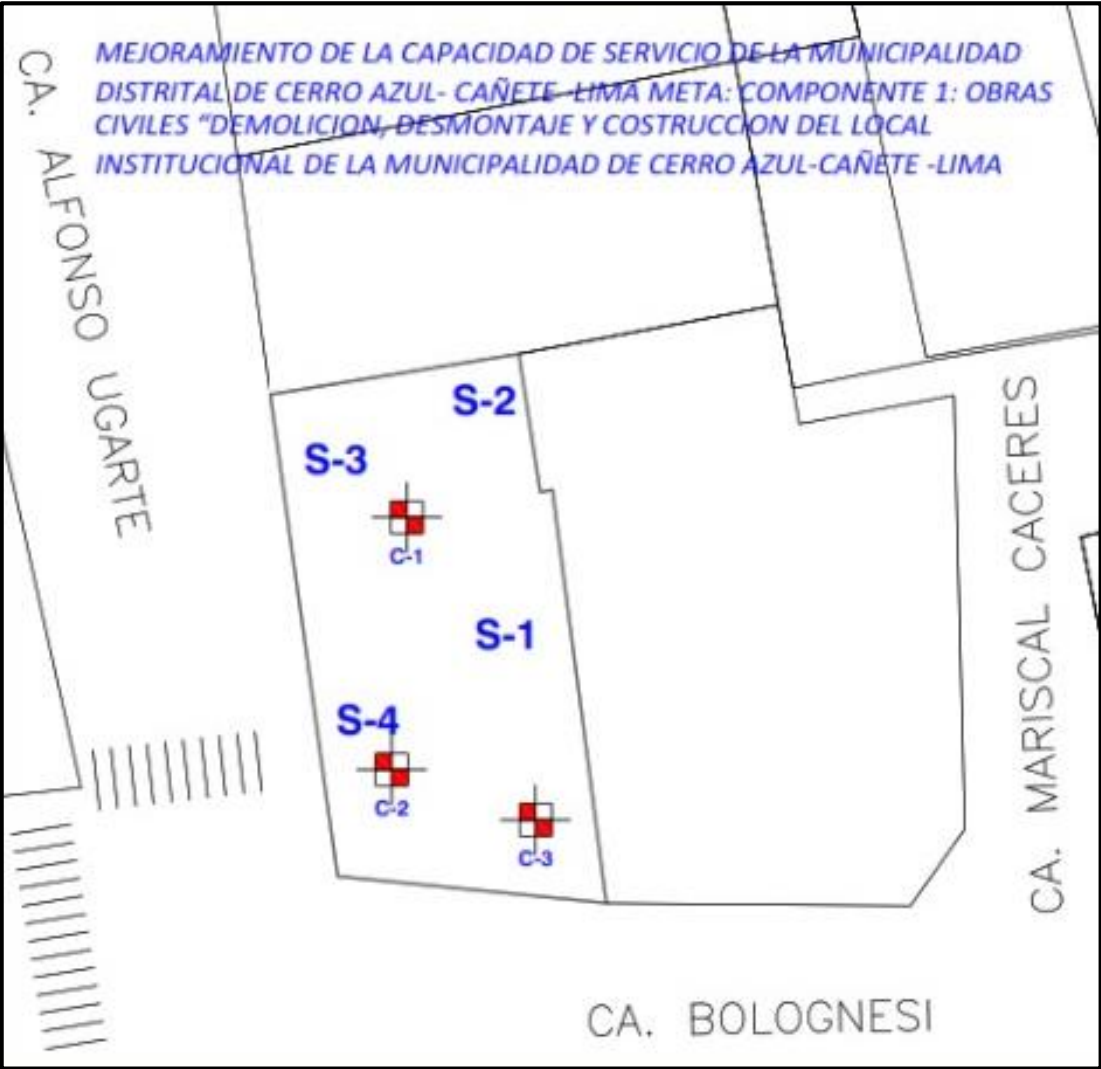 MEJORAMIENTO DE LA CAPACIDAD DE SERVICIO DE LA MUNICIPALIDAD
DISTRITAL DE CERRO AZUL- CAÑETE -LIMA META: COMPONENTE 1: OBRAS
CIVILES “DEMOLICION, DESMONTAJE Y COSTRUCCION DEL LOCAL
INSTITUCIONAL DE LA MUNICIPALIDAD DE CERRO AZUL-CAÑETE -LIMA
CA. ALFONSO UGARTE
S-2
S-3
C-1
S-1
S-4
C-2
C-3
CA. MARISCAL CACERES
CA. BOLOGNESI